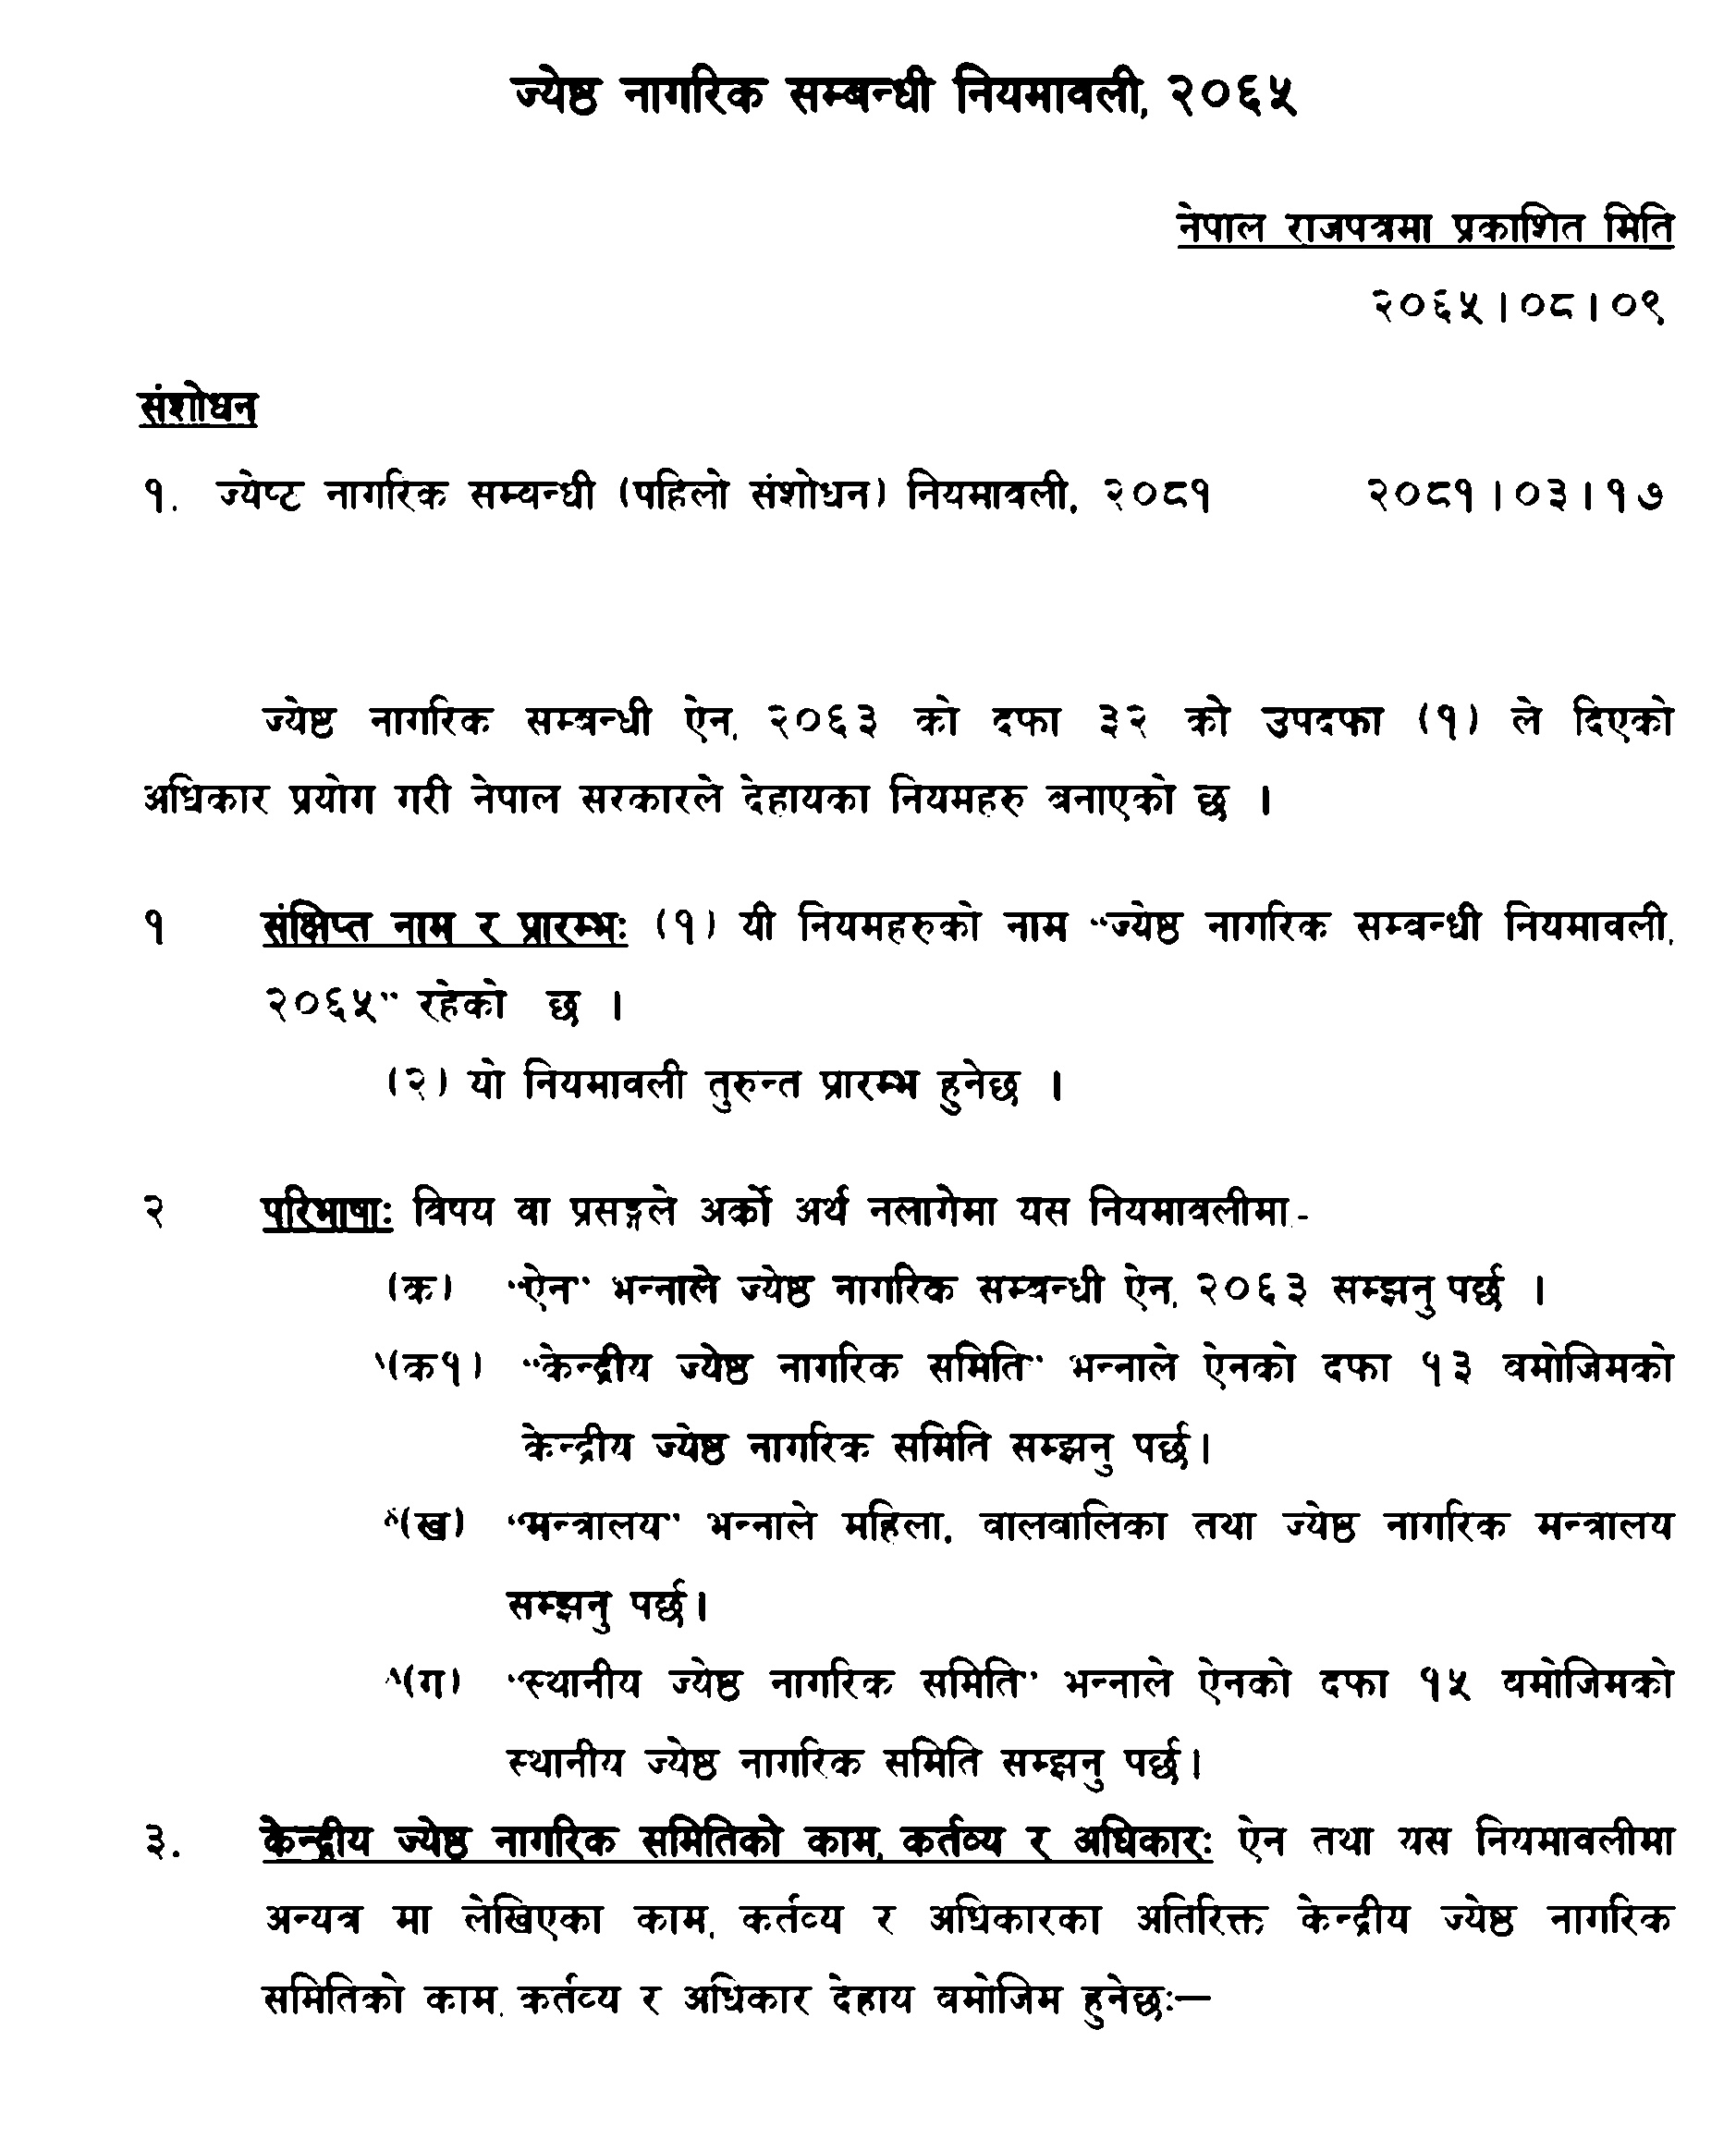 ज्येष्ठ नागरिक सम्बन्धी नियमावली, २०६५
नेपाल राजपत्रमा प्रकाशित मिति
२०६५।०८।०९
संशोधन
१. ज्येष्ट नागरिक सम्वन्धी (पहिलो संशोधन) नियमावली, २०८१ २०८१।०३।१७
ज्येष्ठ नागरिक सम्बन्धी ऐन, २०६३ को दफा ३२ को उपदफा (१) ले दिएको
अधिकार प्रयोग गरी नेपाल सरकारले देहायका नियमहरु बनाएको छ ।
१ संक्षिप्त नाम र प्रारम्भः (१) यी नियमहरुको नाम "ज्येष्ठ नागरिक सम्बन्धी नियमावली,
२०६५" रहेको छ ।
(२) यो नियमावली तुरुन्त प्रारम्भ हुनेछ ।
२ परिभाषाः विषय वा प्रसङ्गले अर्को अर्थ नलागेमा यस नियमावलीमा,-
(क) "ऐन" भन्नाले ज्येष्ठ नागरिक सम्बन्धी ऐन, २०६३ सम्झनु पर्छ ।
(क१) "केन्द्रीय ज्येष्ठ नागरिक समिति" भन्नाले ऐनको दफा १३ बमोजिमको
केन्द्रीय ज्येष्ठ नागरिक समिति सम्झनु पर्छ।
(ख) "मन्त्रालय" भन्नाले महिला, बालबालिका तथा ज्येष्ठ नागरिक मन्त्रालय
सम्झनु पर्छ।
(ग) "स्थानीय ज्येष्ठ नागरिक समिति" भन्नाले ऐनको दफा १५ बमोजिमको
स्थानीय ज्येष्ठ नागरिक समिति सम्झनु पर्छ।
३. केन्द्रीय ज्येष्ठ नागरिक समितिको काम, कर्तव्य र अधिकारः ऐन तथा यस नियमावलीमा
अन्यत्र मा लेखिएका काम, कर्तव्य र अधिकारका अतिरिक्त केन्द्रीय ज्येष्ठ नागरिक
समितिको काम, कर्तव्य र अधिकार देहाय बमोजिम हुनेछः—